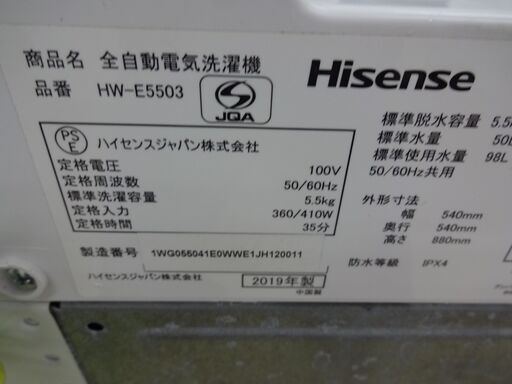 商品名 全自動電気洗濯機
品番 HW-E5503
JQA
Hisense
PS
E
ハイセンスジャパン株式会社
定格電圧 100V
定格周波数 50/60Hz
標準洗濯容量 5.5kg
定格入力 360/410W
定格時間 35分
製造番号 1WG055041E0WWE1JH120011
ハイセンスジャパン株式会社
2019年製
中国製
標準脱水容量 5.5
標準水量 50L
標準使用水量 98L
50/60Hz共用
外形寸法
幅 540mm
奥行 540mm
高さ 880mm
防水等級 IPX4